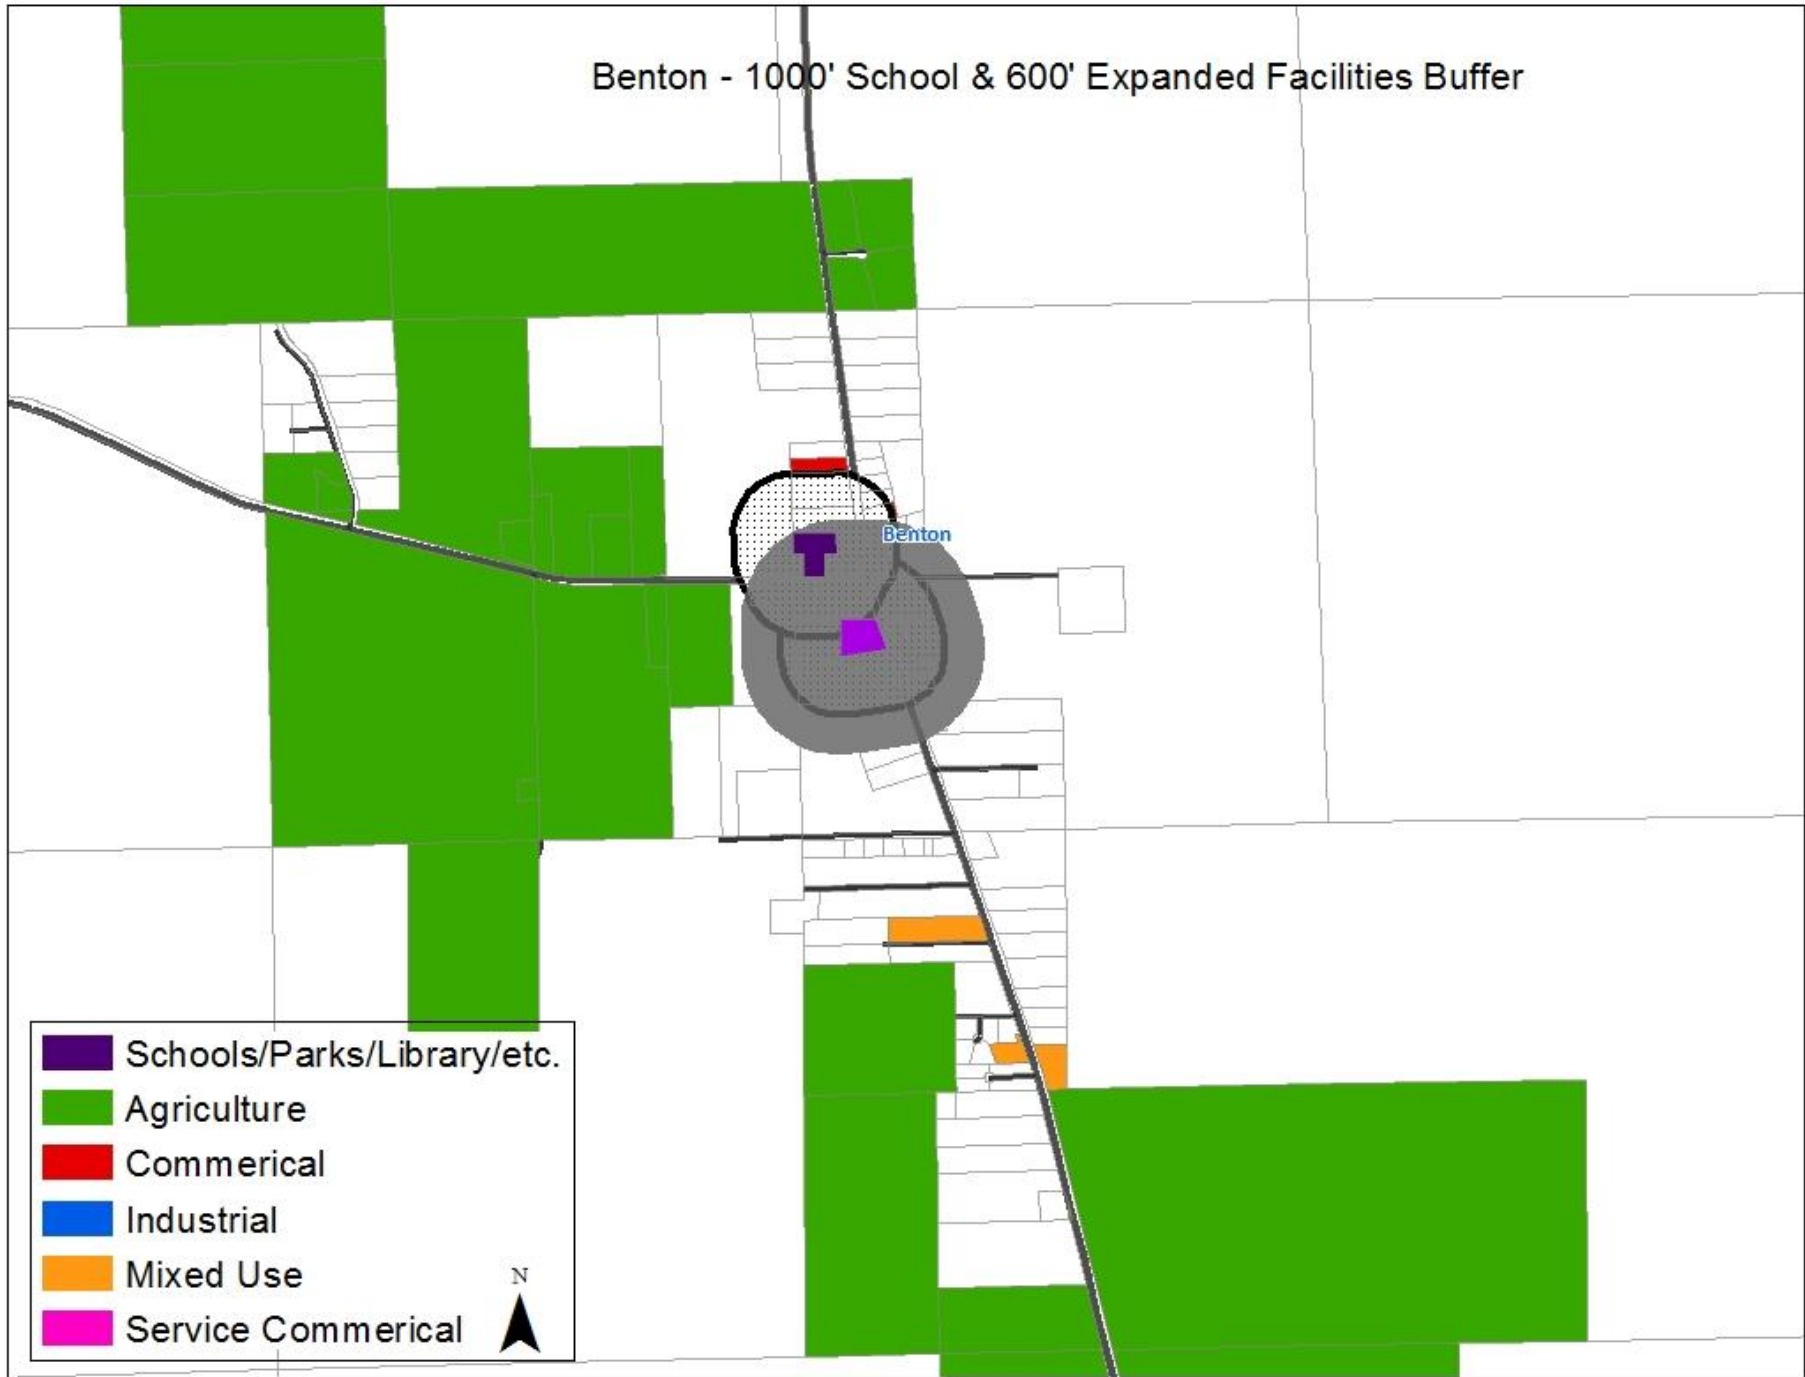 Benton - 1000' School & 600' Expanded Facilities Buffer
Benton
Schools/Parks/Library/etc.
Agriculture
Commerical
Industrial
Mixed Use
Service Commerical
N